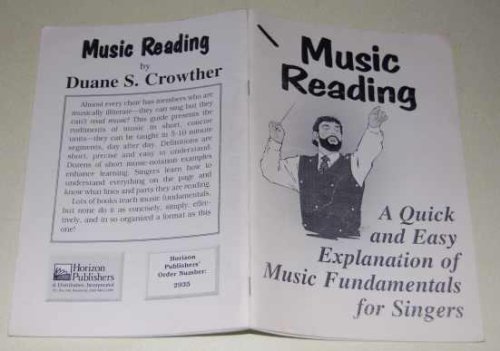 Music Reading
by
Duane S. Crowther
Almost every choir has members who are
musically illiterate—they can sing but they
can't read music! This guide presents the
rudiments of music in short, concise
units—they can be taught in 5-10 minute
segments, day after day. Definitions are
short, precise and easy to understand.
Dozens of short music-notation examples
enhance learning. Singers learn how to
understand everything on the page and
know what lines and parts they are reading.
Lots of books teach music fundamentals,
but none do it as concisely, simply, effec-
tively, and in so organized a format as this
one!
Horizon
Publishers
& Distributors, Incorporated
Horizon
Publishers'
Order Number:
2935
Music
Reading
A Quick
and Easy
Explanation of
Music Fundamentals
for Singers